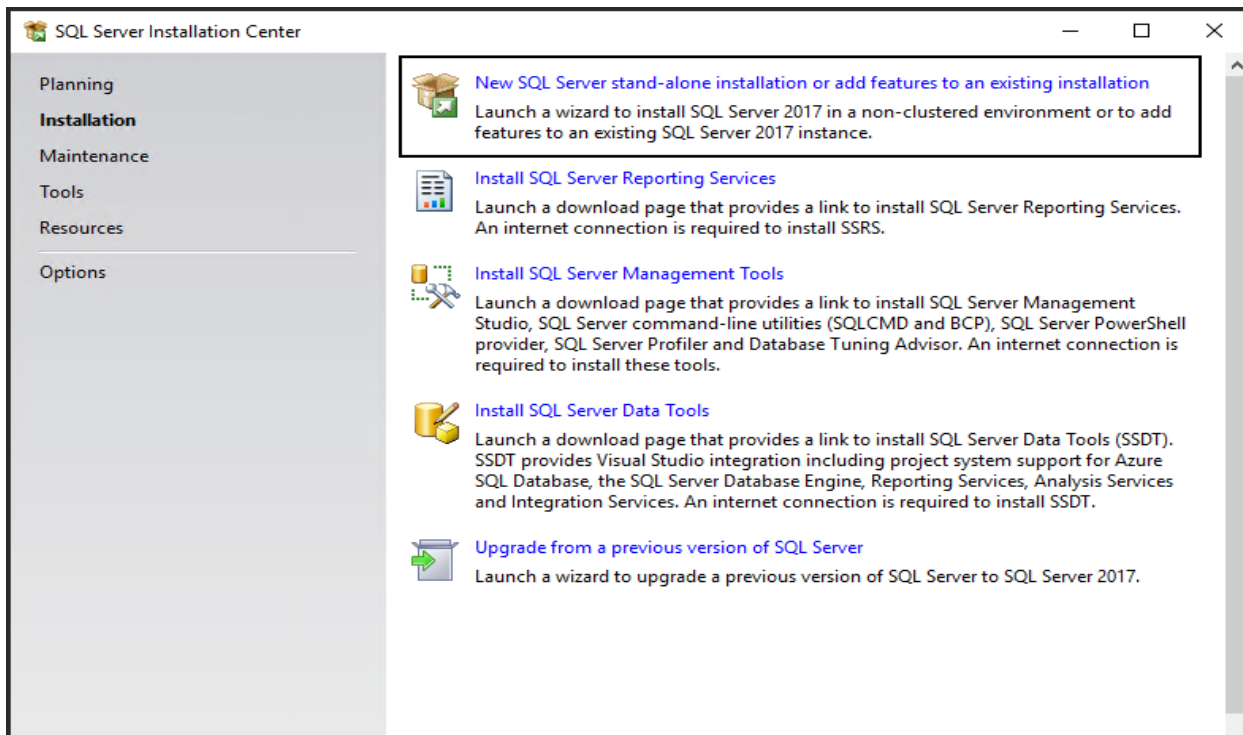 SQL Server Installation Center
Planning
Installation
Maintenance
Tools
Resources
Options
New SQL Server stand-alone installation or add features to an existing installation
Launch a wizard to install SQL Server 2017 in a non-clustered environment or to add
features to an existing SQL Server 2017 instance.
Install SQL Server Reporting Services
Launch a download page that provides a link to install SQL Server Reporting Services.
An internet connection is required to install SSRS.
Install SQL Server Management Tools
Launch a download page that provides a link to install SQL Server Management
Studio, SQL Server command-line utilities (SQLCMD and BCP), SQL Server PowerShell
provider, SQL Server Profiler and Database Tuning Advisor. An internet connection is
required to install these tools.
Install SQL Server Data Tools
Launch a download page that provides a link to install SQL Server Data Tools (SSDT).
SSDT provides Visual Studio integration including project system support for Azure
SQL Database, the SQL Server Database Engine, Reporting Services, Analysis Services
and Integration Services. An internet connection is required to install SSDT.
Upgrade from a previous version of SQL Server
Launch a wizard to upgrade a previous version of SQL Server to SQL Server 2017.